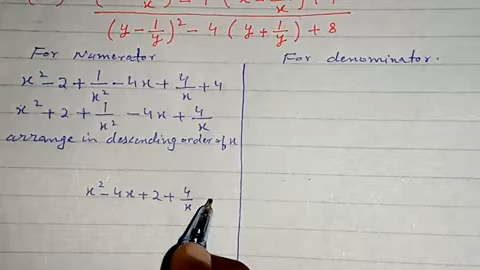 (y - 1/y)² - 4 (y + 1/y) + 8
For Numerator
For denominator.
x² - 2 + 1/x² - 4x + 4/x + 4
x² + 2 + 1/x² - 4x + 4/x
arrange in descending order of x
x² - 4x + 2 + 4/x